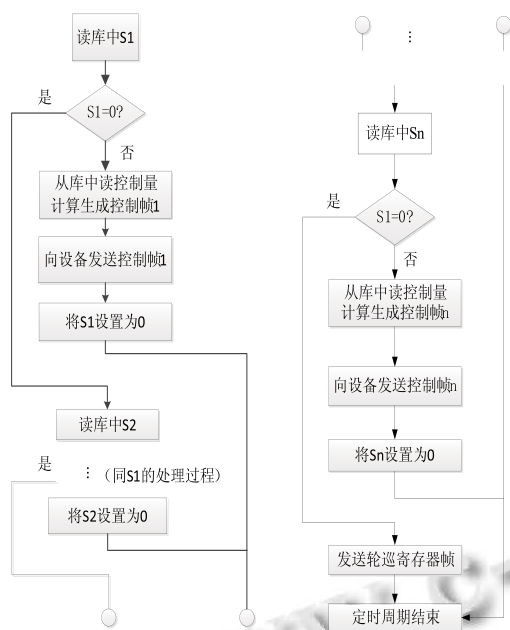 读库中S1
是
S1=0?
否
从库中读控制量
计算生成控制帧1
向设备发送控制帧1
将S1设置为0
读库中S2
是
⋮ （同S1的处理过程）
将S2设置为0
⋮
读库中Sn
是
S1=0?
否
从库中读控制量
计算生成控制帧n
向设备发送控制帧n
将Sn设置为0
发送轮巡寄存器帧
定时周期结束